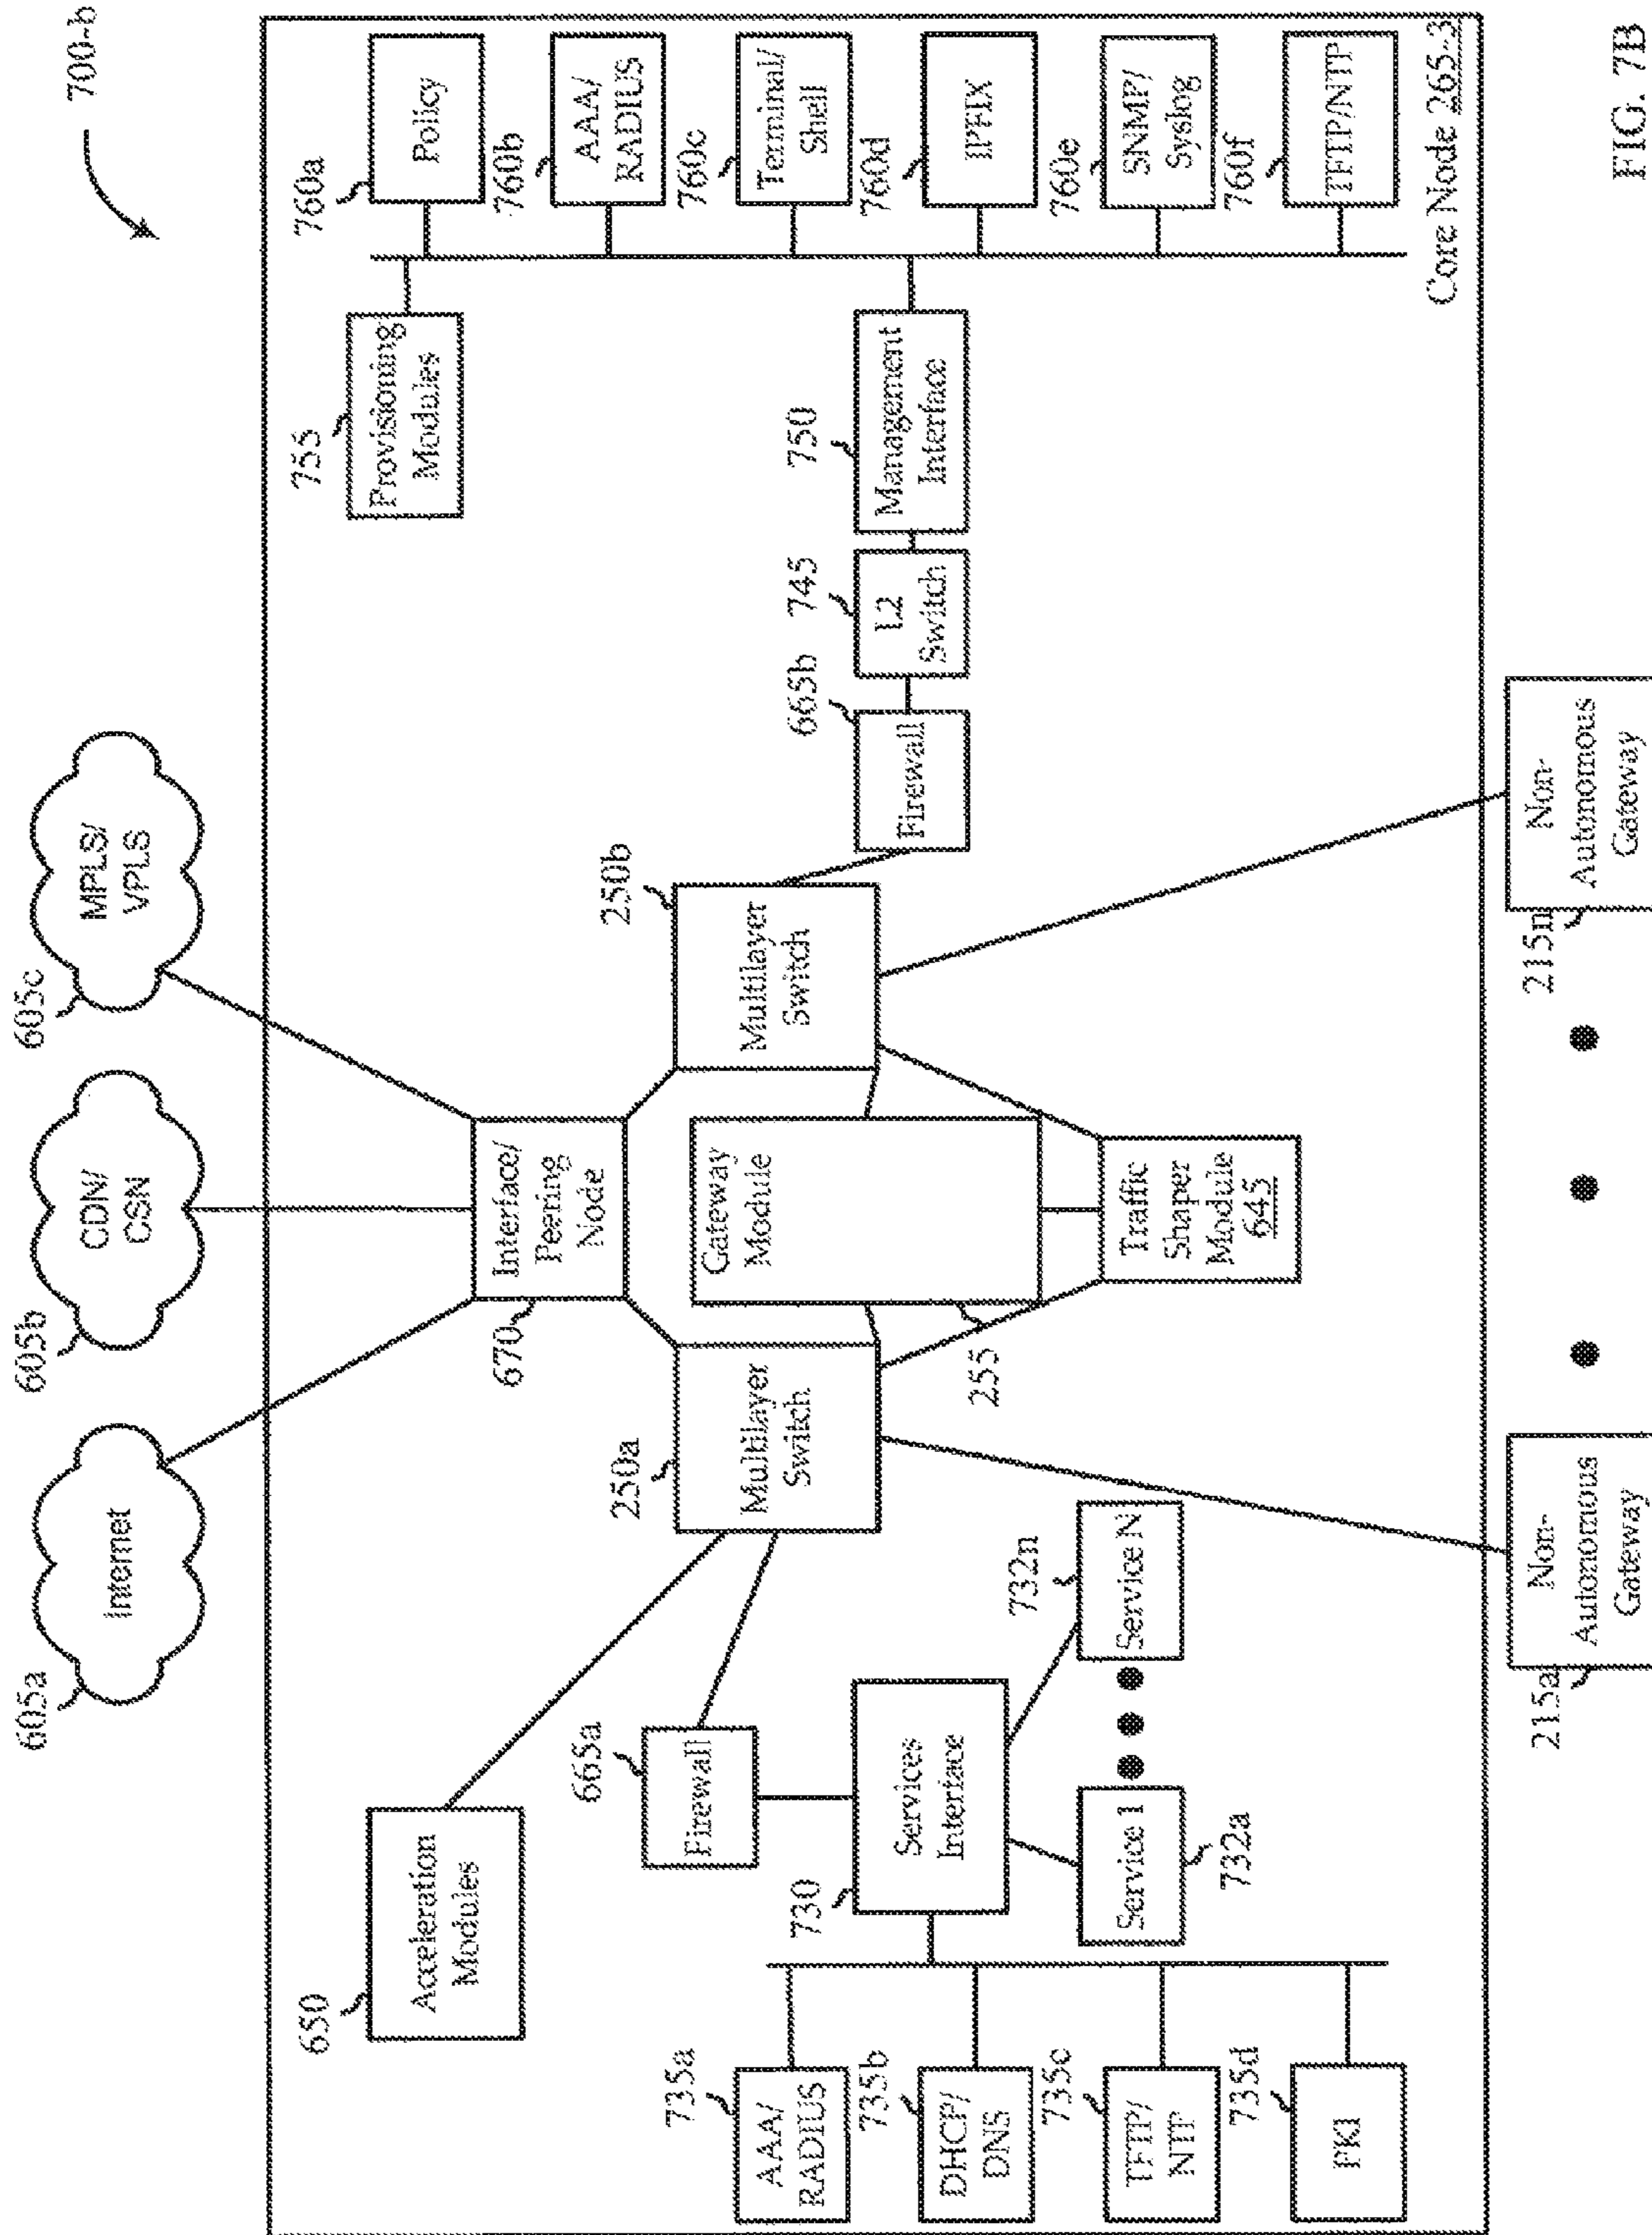 700-b
605a
Internet
605b
CDN/
CSN
605c
MPLS/
VPLS
650
Acceleration
Modules
670
Interface/
Peering
Node
755
Provisioning
Modules
760a
Policy
760b
AAA/
RADIUS
760c
Terminal/
Shell
760d
IPFIX
760e
SNMP/
Syslog
760f
TFTP/NTP
665a
Firewall
250a
Multilayer
Switch
Gateway
Module
255
250b
Multilayer
Switch
665b
Firewall
745
L2
Switch
750
Management
Interface
735a
AAA/
RADIUS
735b
DHCP/
DNS
735c
TFTP/
NTP
735d
PKI
730
Services
Interface
Service 1
732a
732n
Service N
Traffic
Shaper
Module
645
Core Node 265-3
215a
Non-
Autonomous
Gateway
215n
Non-
Autonomous
Gateway
FIG. 7B